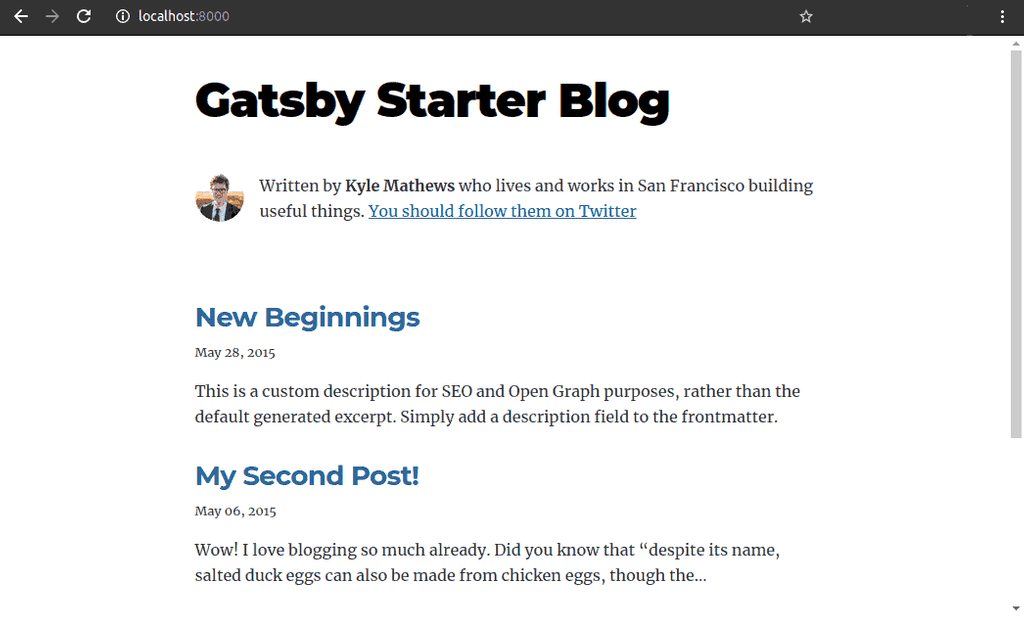 localhost:8000
Gatsby Starter Blog
Written by Kyle Mathews who lives and works in San Francisco building
useful things. You should follow them on Twitter
New Beginnings
May 28, 2015
This is a custom description for SEO and Open Graph purposes, rather than the
default generated excerpt. Simply add a description field to the frontmatter.
My Second Post!
May 06, 2015
Wow! I love blogging so much already. Did you know that “despite its name,
salted duck eggs can also be made from chicken eggs, though the…